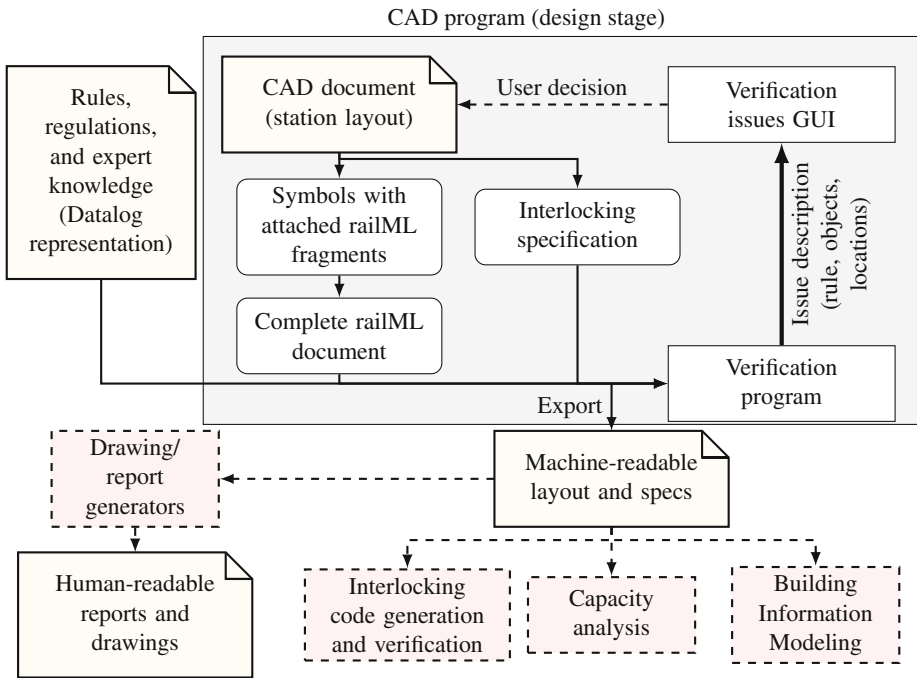 CAD program (design stage)
Rules,
regulations,
and expert
knowledge
(Datalog
representation)
CAD document
(station layout)
User decision
Verification
issues GUI
Symbols with
attached railML
fragments
Interlocking
specification
Issue description
(rule, objects,
locations)
Complete railML
document
Verification
program
Export
Drawing/
report
generators
Machine-readable
layout and specs
Human-readable
reports and
drawings
Interlocking
code generation
and verification
Capacity
analysis
Building
Information
Modeling